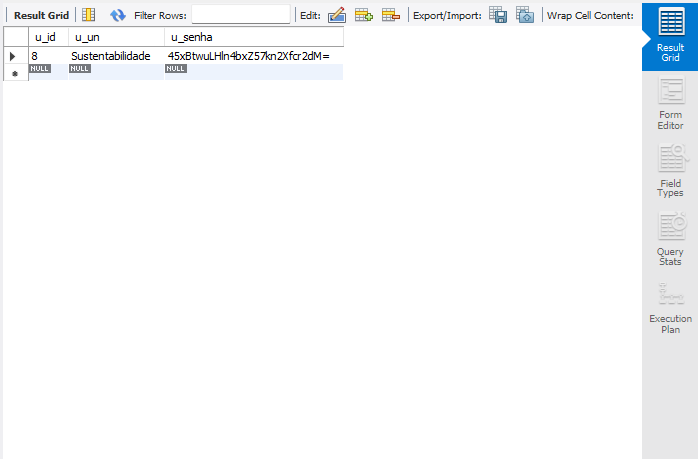 Result Grid Filter Rows: Edit: Export/Import: Wrap Cell Content:
u_id u_un u_senha
8 Sustentabilidade 45xBtwuLHln4bxZ57kn2Xfcr2dM=
NULL NULL NULL
Result
Grid
Form
Editor
Field
Types
Query
Stats
Execution
Plan